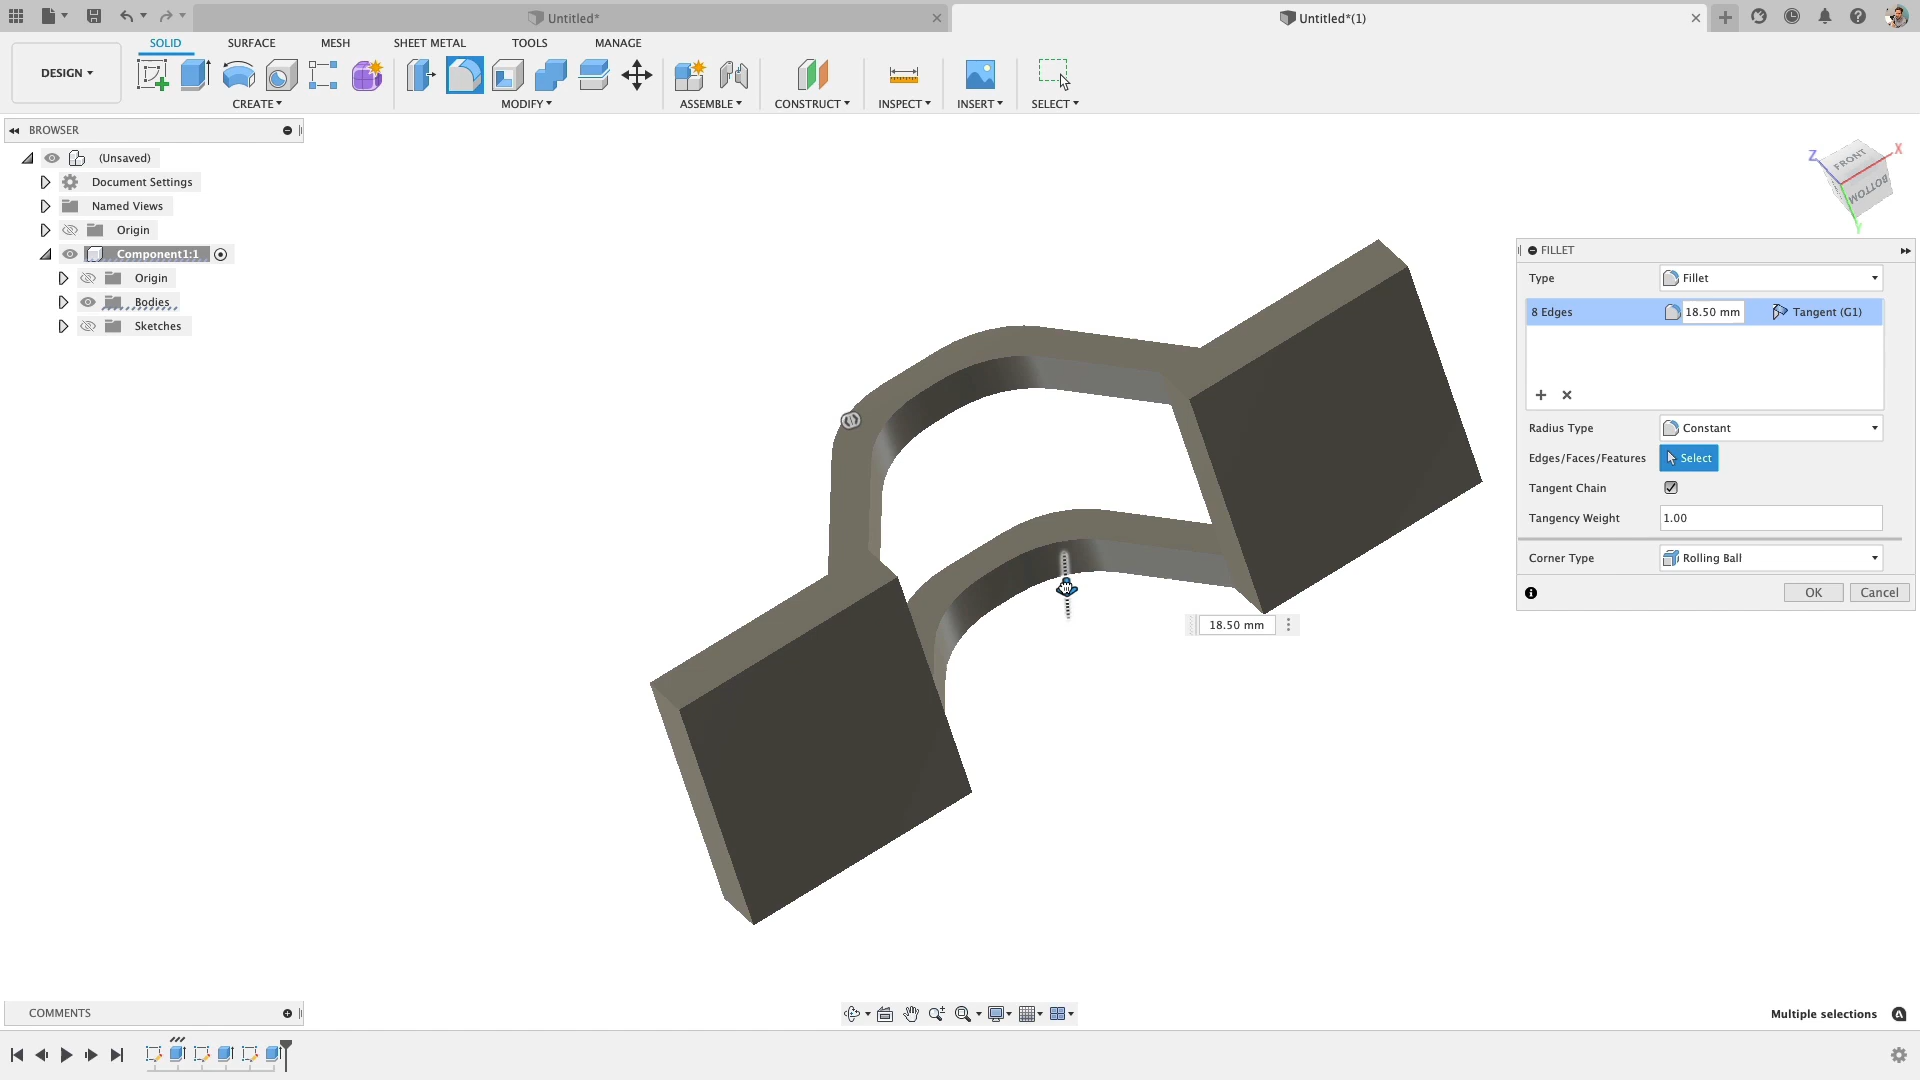 Untitled*
Untitled*(1)
SOLID SURFACE MESH SHEET METAL TOOLS MANAGE
DESIGN
CREATE MODIFY ASSEMBLE CONSTRUCT INSPECT INSERT SELECT
BROWSER
(Unsaved)
Document Settings
Named Views
Origin
Component1:1
Origin
Bodies
Sketches
Z X
FRONT
BOTTOM
Y
FILLET
Type Fillet
8 Edges 18.50 mm Tangent (G1)
Radius Type Constant
Edges/Faces/Features Select
Tangent Chain
Tangency Weight 1.00
Corner Type Rolling Ball
OK Cancel
18.50 mm
COMMENTS
Multiple selections